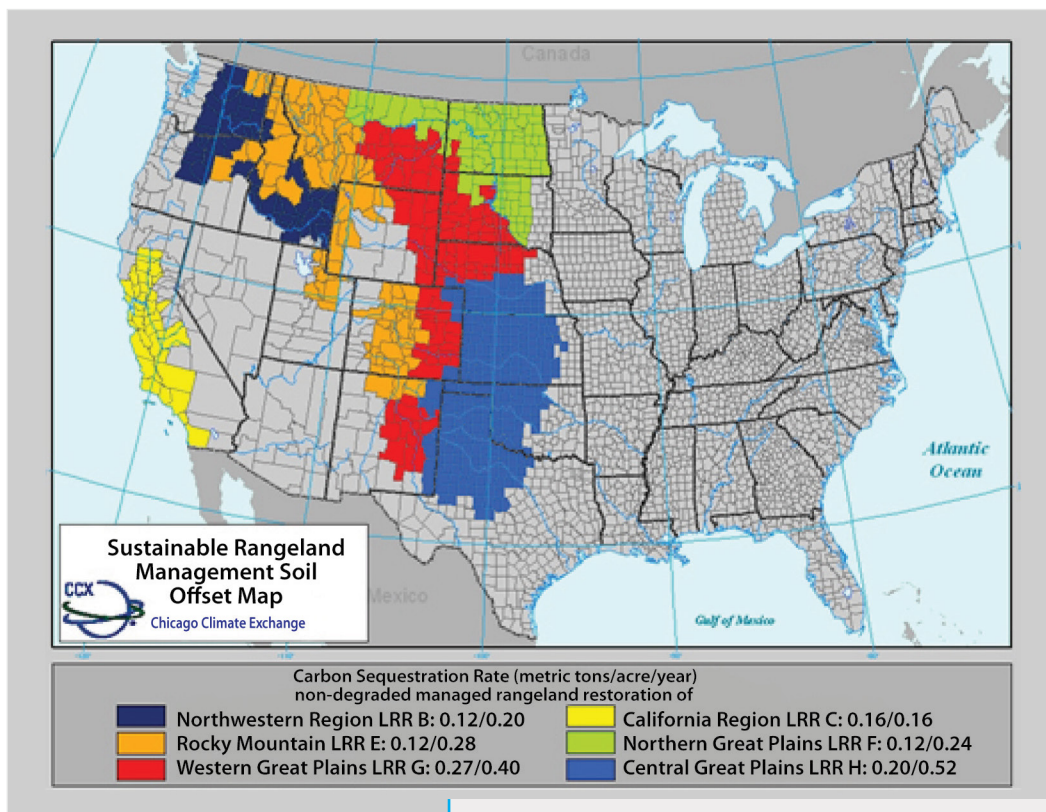 Canada
Atlantic
Ocean
Mexico
Gulf of Mexico
Sustainable Rangeland
Management Soil
Offset Map
CCX
Chicago Climate Exchange
Carbon Sequestration Rate (metric tons/acre/year)
non-degraded managed rangeland restoration of
Northwestern Region LRR B: 0.12/0.20
California Region LRR C: 0.16/0.16
Rocky Mountain LRR E: 0.12/0.28
Northern Great Plains LRR F: 0.12/0.24
Western Great Plains LRR G: 0.27/0.40
Central Great Plains LRR H: 0.20/0.52